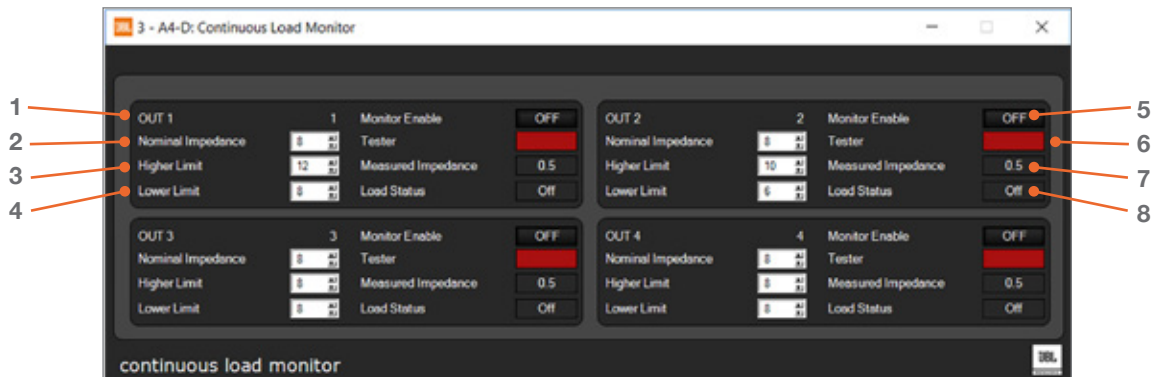 JBL 3 - A4-D: Continuous Load Monitor
1
2
3
4
OUT 1 1 Monitor Enable OFF
Nominal Impedance 8 Tester
Higher Limit 12 Measured Impedance 0.5
Lower Limit 8 Load Status Off
OUT 2 2 Monitor Enable OFF
Nominal Impedance 8 Tester
Higher Limit 10 Measured Impedance 0.5
Lower Limit 6 Load Status Off
5
6
7
8
OUT 3 3 Monitor Enable OFF
Nominal Impedance 8 Tester
Higher Limit 8 Measured Impedance 0.5
Lower Limit 8 Load Status Off
OUT 4 4 Monitor Enable OFF
Nominal Impedance 8 Tester
Higher Limit 8 Measured Impedance 0.5
Lower Limit 8 Load Status Off
continuous load monitor
JBL